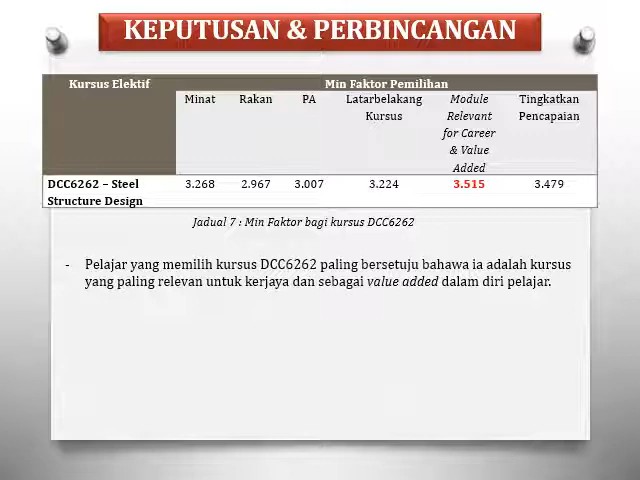 KEPUTUSAN & PERBINCANGAN
Kursus Elektif Min Faktor Pemilihan
Minat Rakan PA Latarbelakang Kursus Module Relevant for Career & Value Added Tingkatkan Pencapaian
DCC6262 – Steel Structure Design 3.268 2.967 3.007 3.224 3.515 3.479
Jadual 7 : Min Faktor bagi kursus DCC6262
- Pelajar yang memilih kursus DCC6262 paling bersetuju bahawa ia adalah kursus
yang paling relevan untuk kerjaya dan sebagai value added dalam diri pelajar.